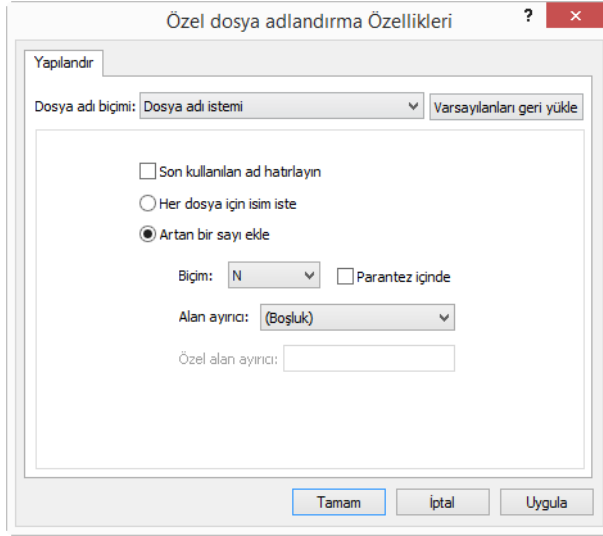 Özel dosya adlandırma Özellikleri ?
Yapılandır
Dosya adı biçimi: Dosya adı istemi Varsayılanları geri yükle
Son kullanılan ad hatırlayın
Her dosya için isim iste
Artan bir sayı ekle
Biçim: N Parantez içinde
Alan ayırıcı: (Boşluk)
Özel alan ayırıcı:
Tamam İptal Uygula